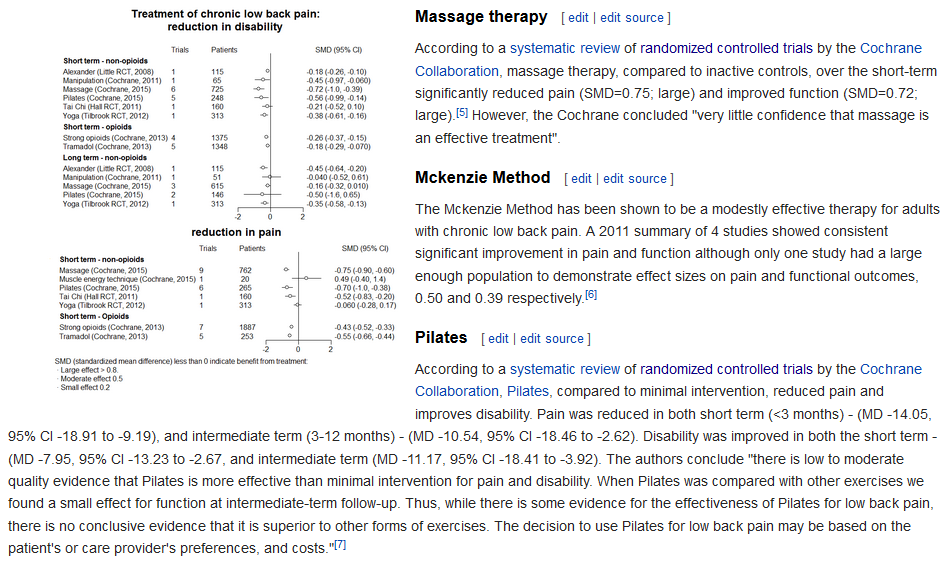 Treatment of chronic low back pain:
reduction in disability
Trials Patients SMD (95% CI)
Short term - non-opioids
Alexander (Little RCT, 2008) 1 115 -0.18 (-0.26, -0.10)
Manipulation (Cochrane, 2011) 1 65 -0.45 (-0.97, -0.060)
Massage (Cochrane, 2015) 6 725 -0.72 (-1.0, -0.39)
Pilates (Cochrane, 2015) 5 248 -0.56 (-0.99, -0.14)
Tai Chi (Hall RCT, 2011) 1 160 -0.21 (-0.52, 0.10)
Yoga (Tilbrook RCT, 2012) 1 313 -0.38 (-0.61, -0.16)
Short term - opioids
Strong opioids (Cochrane, 2013) 4 1375 -0.26 (-0.37, -0.15)
Tramadol (Cochrane, 2013) 5 1348 -0.18 (-0.29, -0.070)
Long term - non-opioids
Alexander (Little RCT, 2008) 1 115 -0.45 (-0.64, -0.20)
Manipulation (Cochrane, 2011) 1 51 -0.040 (-0.52, 0.61)
Massage (Cochrane, 2015) 3 615 -0.16 (-0.32, 0.010)
Pilates (Cochrane, 2015) 2 146 -0.50 (-1.6, 0.65)
Yoga (Tilbrook RCT, 2012) 1 313 -0.35 (-0.58, -0.13)
-2 0 2
reduction in pain
Trials Patients SMD (95% CI)
Short term - non-opioids
Massage (Cochrane, 2015) 9 762 -0.75 (-0.90, -0.60)
Muscle energy technique (Cochrane, 2015) 1 20 0.49 (-0.40, 1.4)
Pilates (Cochrane, 2015) 6 265 -0.70 (-1.0, -0.38)
Tai Chi (Hall RCT, 2011) 1 160 -0.52 (-0.83, -0.20)
Yoga (Tilbrook RCT, 2012) 1 313 -0.060 (-0.28, 0.17)
Short term - Opioids
Strong opioids (Cochrane, 2013) 7 1887 -0.43 (-0.52, -0.33)
Tramadol (Cochrane, 2013) 5 253 -0.55 (-0.66, -0.44)
-2 0 2
SMD (standardized mean difference) less than 0 indicate benefit from treatment:
· Large effect > 0.8.
· Moderate effect 0.5
· Small effect 0.2
Massage therapy [ edit | edit source ]
According to a systematic review of randomized controlled trials by the Cochrane
Collaboration, massage therapy, compared to inactive controls, over the short-term
significantly reduced pain (SMD=0.75; large) and improved function (SMD=0.72;
large).[5] However, the Cochrane concluded "very little confidence that massage is
an effective treatment".
Mckenzie Method [ edit | edit source ]
The Mckenzie Method has been shown to be a modestly effective therapy for adults
with chronic low back pain. A 2011 summary of 4 studies showed consistent
significant improvement in pain and function although only one study had a large
enough population to demonstrate effect sizes on pain and functional outcomes,
0.50 and 0.39 respectively.[6]
Pilates [ edit | edit source ]
According to a systematic review of randomized controlled trials by the Cochrane
Collaboration, Pilates, compared to minimal intervention, reduced pain and
improves disability. Pain was reduced in both short term (<3 months) - (MD -14.05,
95% CI -18.91 to -9.19), and intermediate term (3-12 months) - (MD -10.54, 95% CI -18.46 to -2.62). Disability was improved in both the short term -
(MD -7.95, 95% CI -13.23 to -2.67, and intermediate term (MD -11.17, 95% CI -18.41 to -3.92). The authors conclude "there is low to moderate
quality evidence that Pilates is more effective than minimal intervention for pain and disability. When Pilates was compared with other exercises we
found a small effect for function at intermediate-term follow-up. Thus, while there is some evidence for the effectiveness of Pilates for low back pain,
there is no conclusive evidence that it is superior to other forms of exercises. The decision to use Pilates for low back pain may be based on the
patient's or care provider's preferences, and costs."[7]